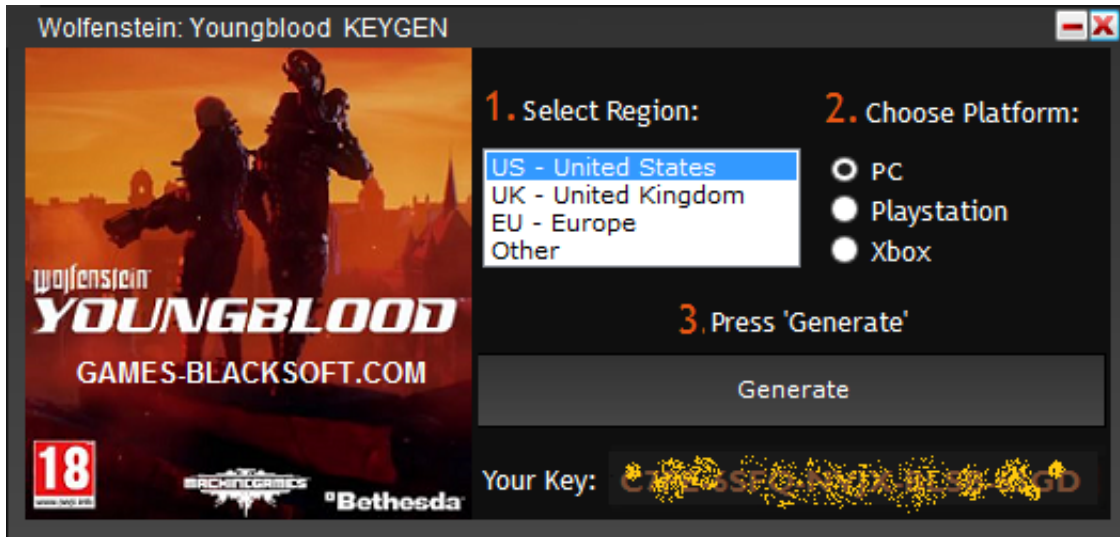 Wolfenstein: Youngblood KEYGEN
1. Select Region:
US - United States
UK - United Kingdom
EU - Europe
Other
2. Choose Platform:
PC
Playstation
Xbox
3. Press 'Generate'
Generate
Your Key:
Wolfenstein
YOUNGBLOOD
GAMES-BLACKSOFT.COM
18
MACHINEGAMES
Bethesda